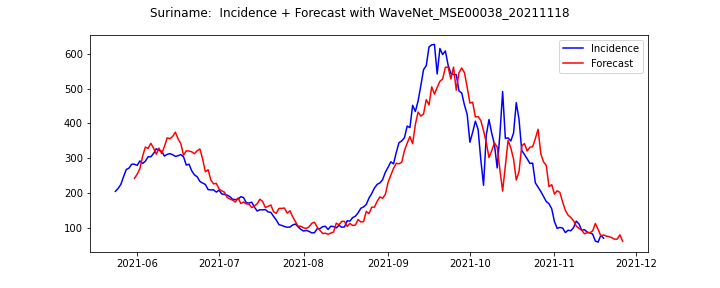 Suriname:  Incidence + Forecast with WaveNet_MSE00038_20211118
Incidence
Forecast
600
500
400
300
200
100
2021-06 2021-07 2021-08 2021-09 2021-10 2021-11 2021-12